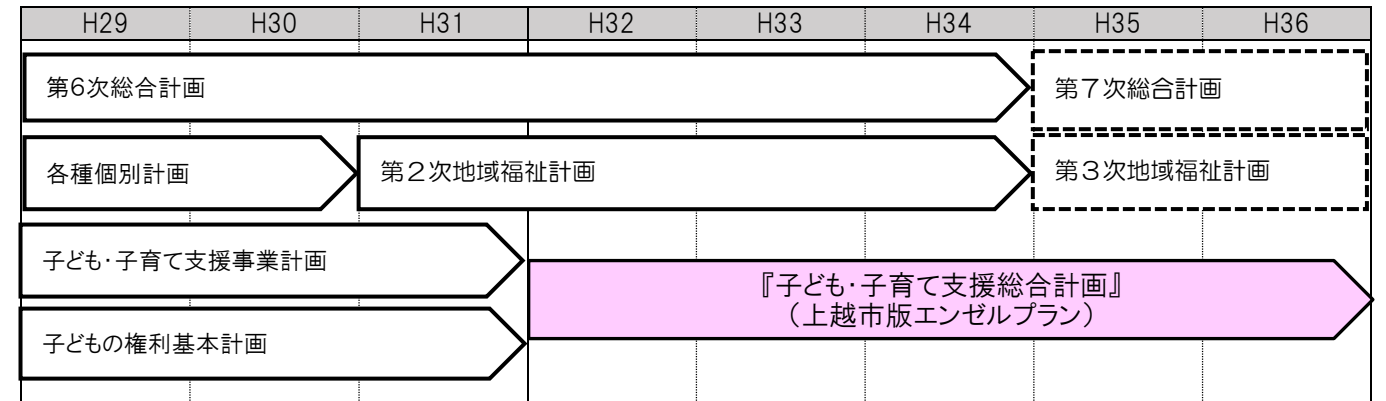 H29 H30 H31 H32 H33 H34 H35 H36
第6次総合計画
第７次総合計画
各種個別計画
第２次地域福祉計画
第３次地域福祉計画
子ども・子育て支援事業計画
『子ども・子育て支援総合計画』
（上越市版エンゼルプラン）
子どもの権利基本計画